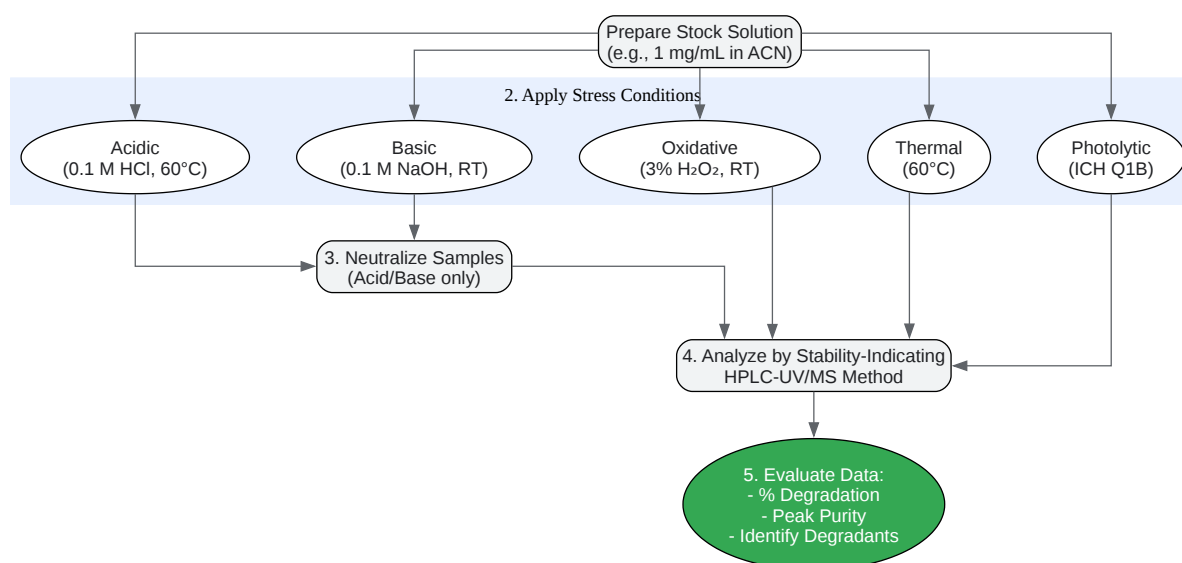 Prepare Stock Solution
(e.g., 1 mg/mL in ACN)
2. Apply Stress Conditions
Acidic
(0.1 M HCl, 60°C)
Basic
(0.1 M NaOH, RT)
Oxidative
(3% H₂O₂, RT)
Thermal
(60°C)
Photolytic
(ICH Q1B)
3. Neutralize Samples
(Acid/Base only)
4. Analyze by Stability-Indicating
HPLC-UV/MS Method
5. Evaluate Data:
- % Degradation
- Peak Purity
- Identify Degradants